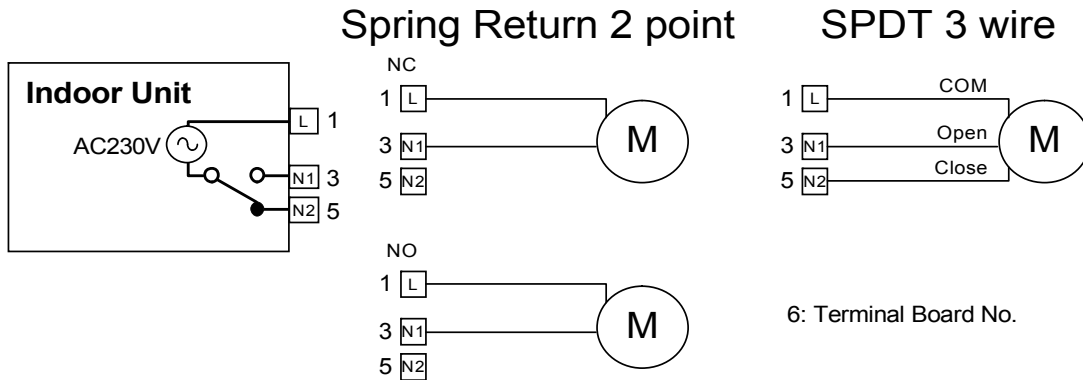 Spring Return 2 point
SPDT 3 wire
Indoor Unit
AC230V
L 1
N1 3
N2 5
NC
1 L
3 N1
5 N2
M
NO
1 L
3 N1
5 N2
M
1 L
3 N1
5 N2
COM
Open
Close
M
6: Terminal Board No.